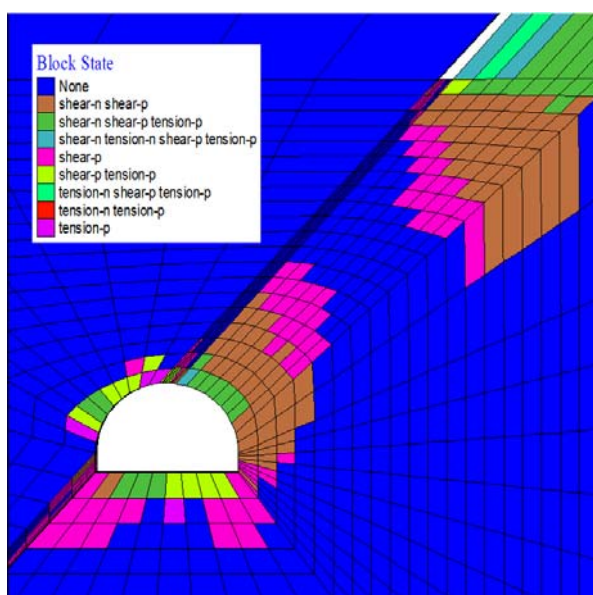 Block State
None
shear-n shear-p
shear-n shear-p tension-p
shear-n tension-n shear-p tension-p
shear-p
shear-p tension-p
tension-n shear-p tension-p
tension-n tension-p
tension-p